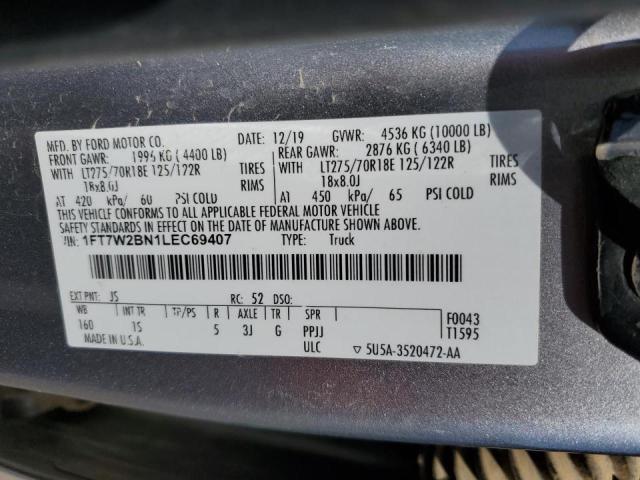 MFD. BY FORD MOTOR CO. DATE: 12/19 GVWR: 4536 KG (10000 LB)
FRONT GAWR: 1995 KG (4400 LB) REAR GAWR: 2876 KG (6340 LB)
WITH LT275/70R18E 125/122R TIRES WITH LT275/70R18E 125/122R TIRES
18x8.0J RIMS 18x8.0J RIMS
AT 420 kPa/ 60 PSI COLD AT 450 kPa/ 65 PSI COLD
THIS VEHICLE CONFORMS TO ALL APPLICABLE FEDERAL MOTOR VEHICLE
SAFETY STANDARDS IN EFFECT ON THE DATE OF MANUFACTURE SHOWN ABOVE.
VIN: 1FT7W2BN1LEC69407 TYPE: Truck
EXT PNT: JS RC: 52 DSO:
WB INT TR TP/PS R AXLE TR SPR F0043
160 1S 5 3J G PPJJ T1595
MADE IN U.S.A. ULC ▽ 5U5A-3520472-AA